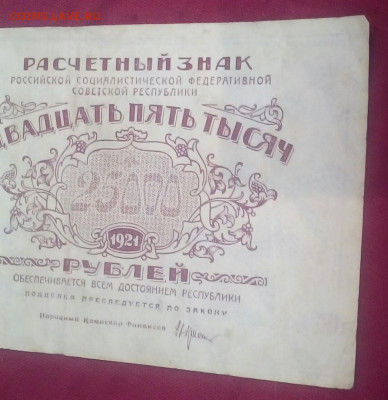 РАСЧЕТНЫЙ ЗНАК
РОССИЙСКОЙ СОЦИАЛИСТИЧЕСКОЙ ФЕДЕРАТИВНОЙ
СОВЕТСКОЙ РЕСПУБЛИКИ
ДВАДЦАТЬ ПЯТЬ ТЫСЯЧ
25000
1921
РУБЛЕЙ
ОБЕСПЕЧИВАЕТСЯ ВСЕМ ДОСТОЯНИЕМ РЕСПУБЛИКИ
ПОДДЕЛКА ПРЕСЛЕДУЕТСЯ ПО ЗАКОНУ
Народный Комиссар Финансов